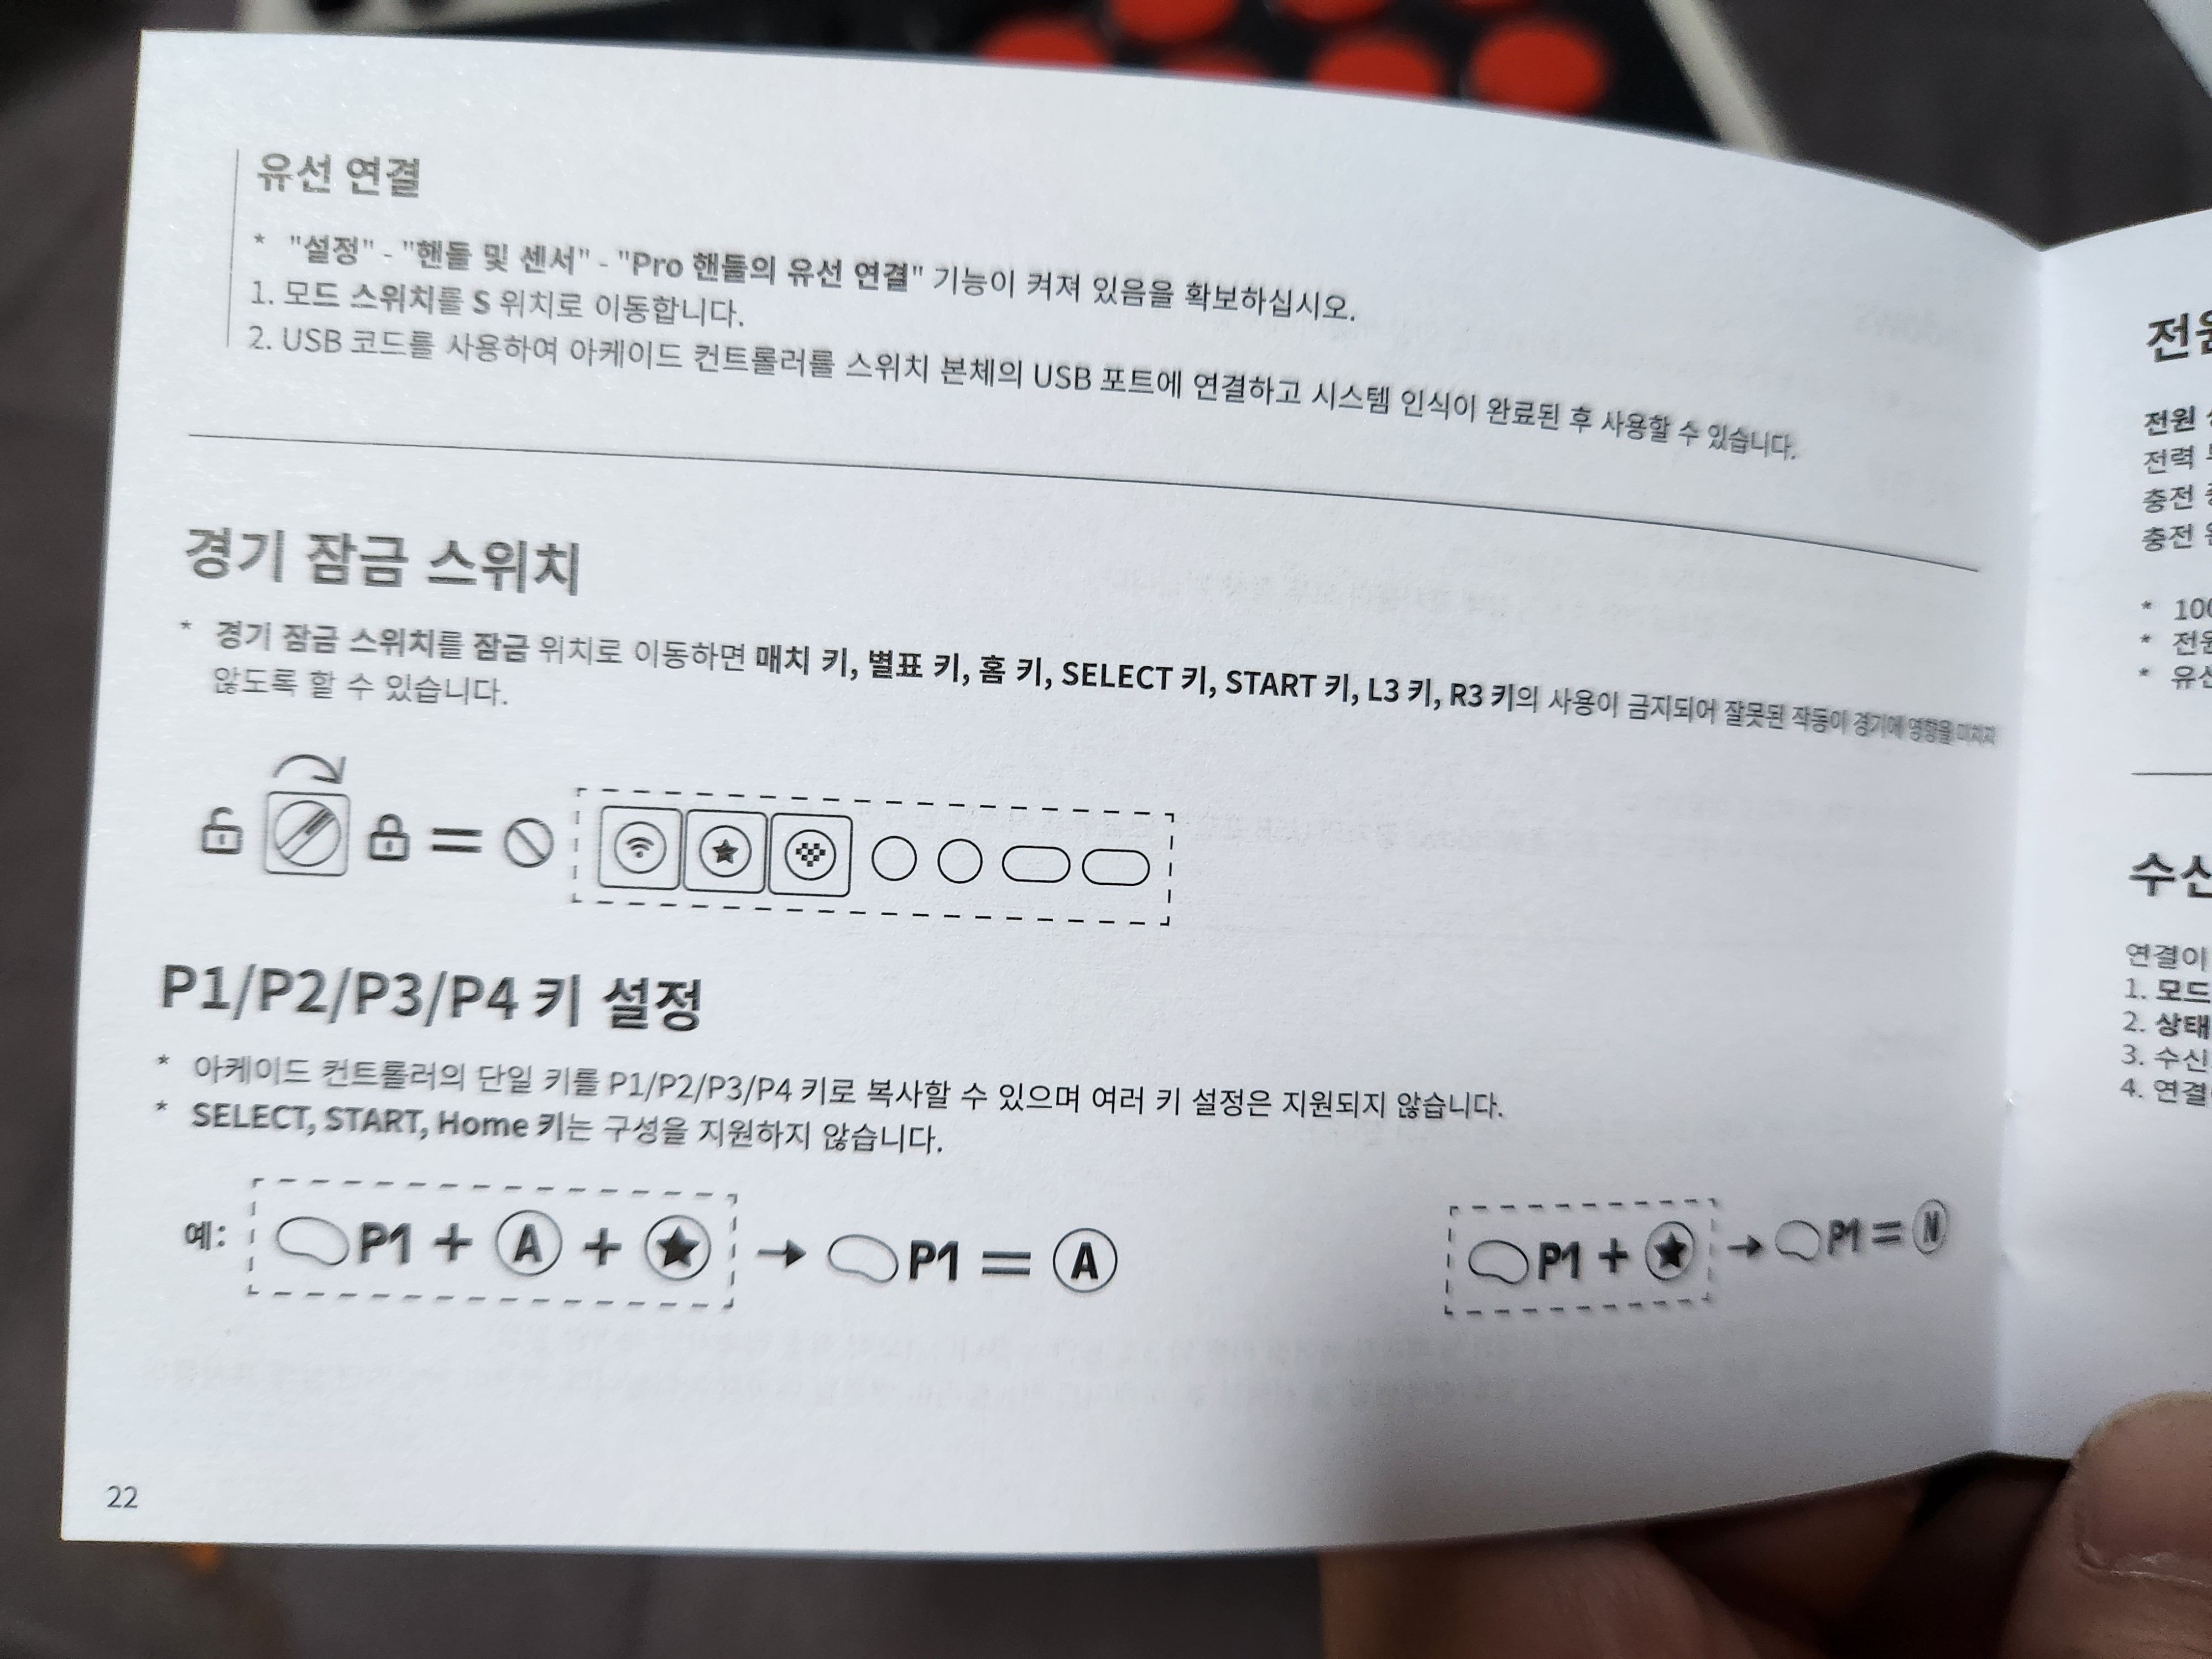 유선 연결
* "설정" - "핸들 및 센서" - "Pro 핸들의 유선 연결" 기능이 켜져 있음을 확보하십시오.
1. 모드 스위치를 S 위치로 이동합니다.
2. USB 코드를 사용하여 아케이드 컨트롤러를 스위치 본체의 USB 포트에 연결하고 시스템 인식이 완료된 후 사용할 수 있습니다.
경기 잠금 스위치
* 경기 잠금 스위치를 잠금 위치로 이동하면 매치 키, 별표 키, 홈 키, SELECT 키, START 키, L3 키, R3 키의 사용이 금지되어 잘못된 작동이 경기에 영향을 미치지
않도록 할 수 있습니다.
P1/P2/P3/P4 키 설정
* 아케이드 컨트롤러의 단일 키를 P1/P2/P3/P4 키로 복사할 수 있으며 여러 키 설정은 지원되지 않습니다.
* SELECT, START, Home 키는 구성을 지원하지 않습니다.
예: P1 + A + ★ → P1 = A
P1 + ★ → P1 = N
22
전원
전력
충전
충전
* 100
* 전원
* 유선
수신
연결이
1. 모드
2. 상태
3. 수신
4. 연결